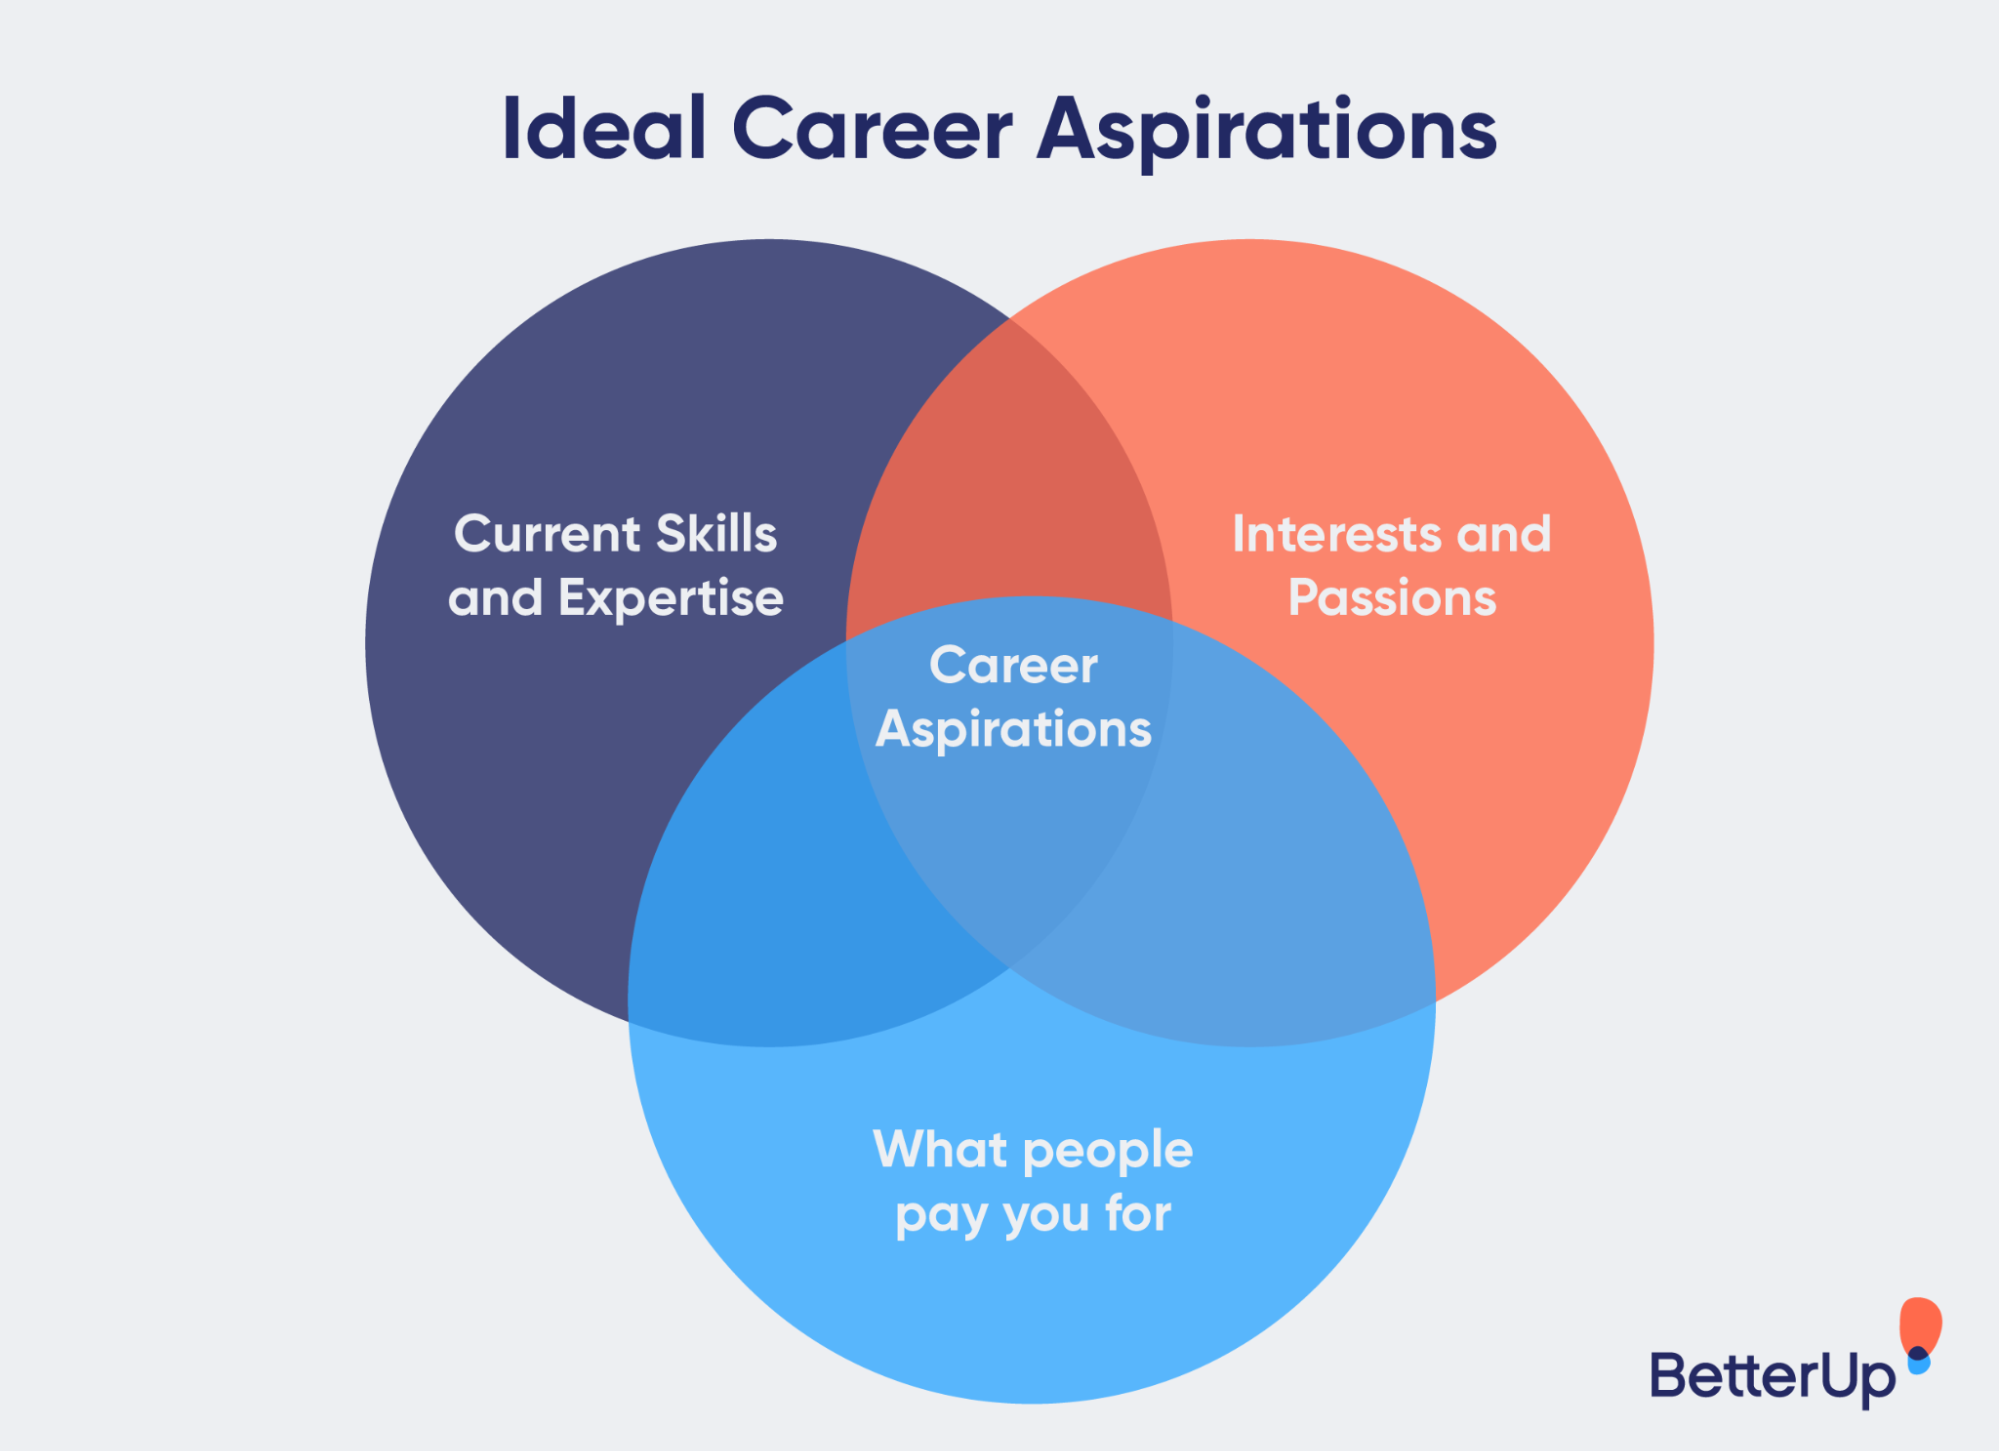 Ideal Career Aspirations
Current Skills
and Expertise
Interests and
Passions
Career
Aspirations
What people
pay you for
BetterUp